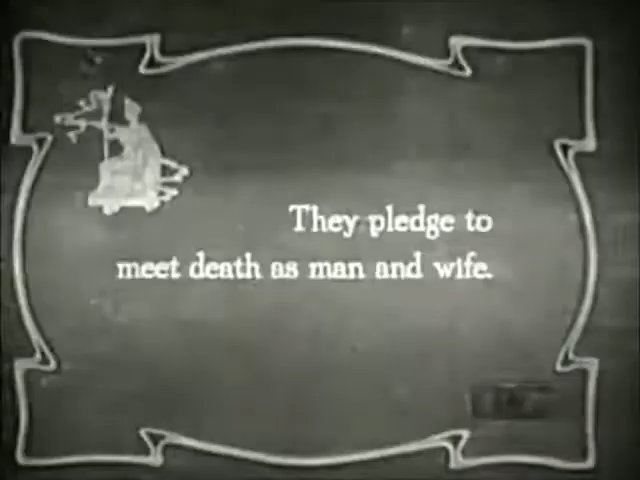 They pledge to
meet death as man and wife.